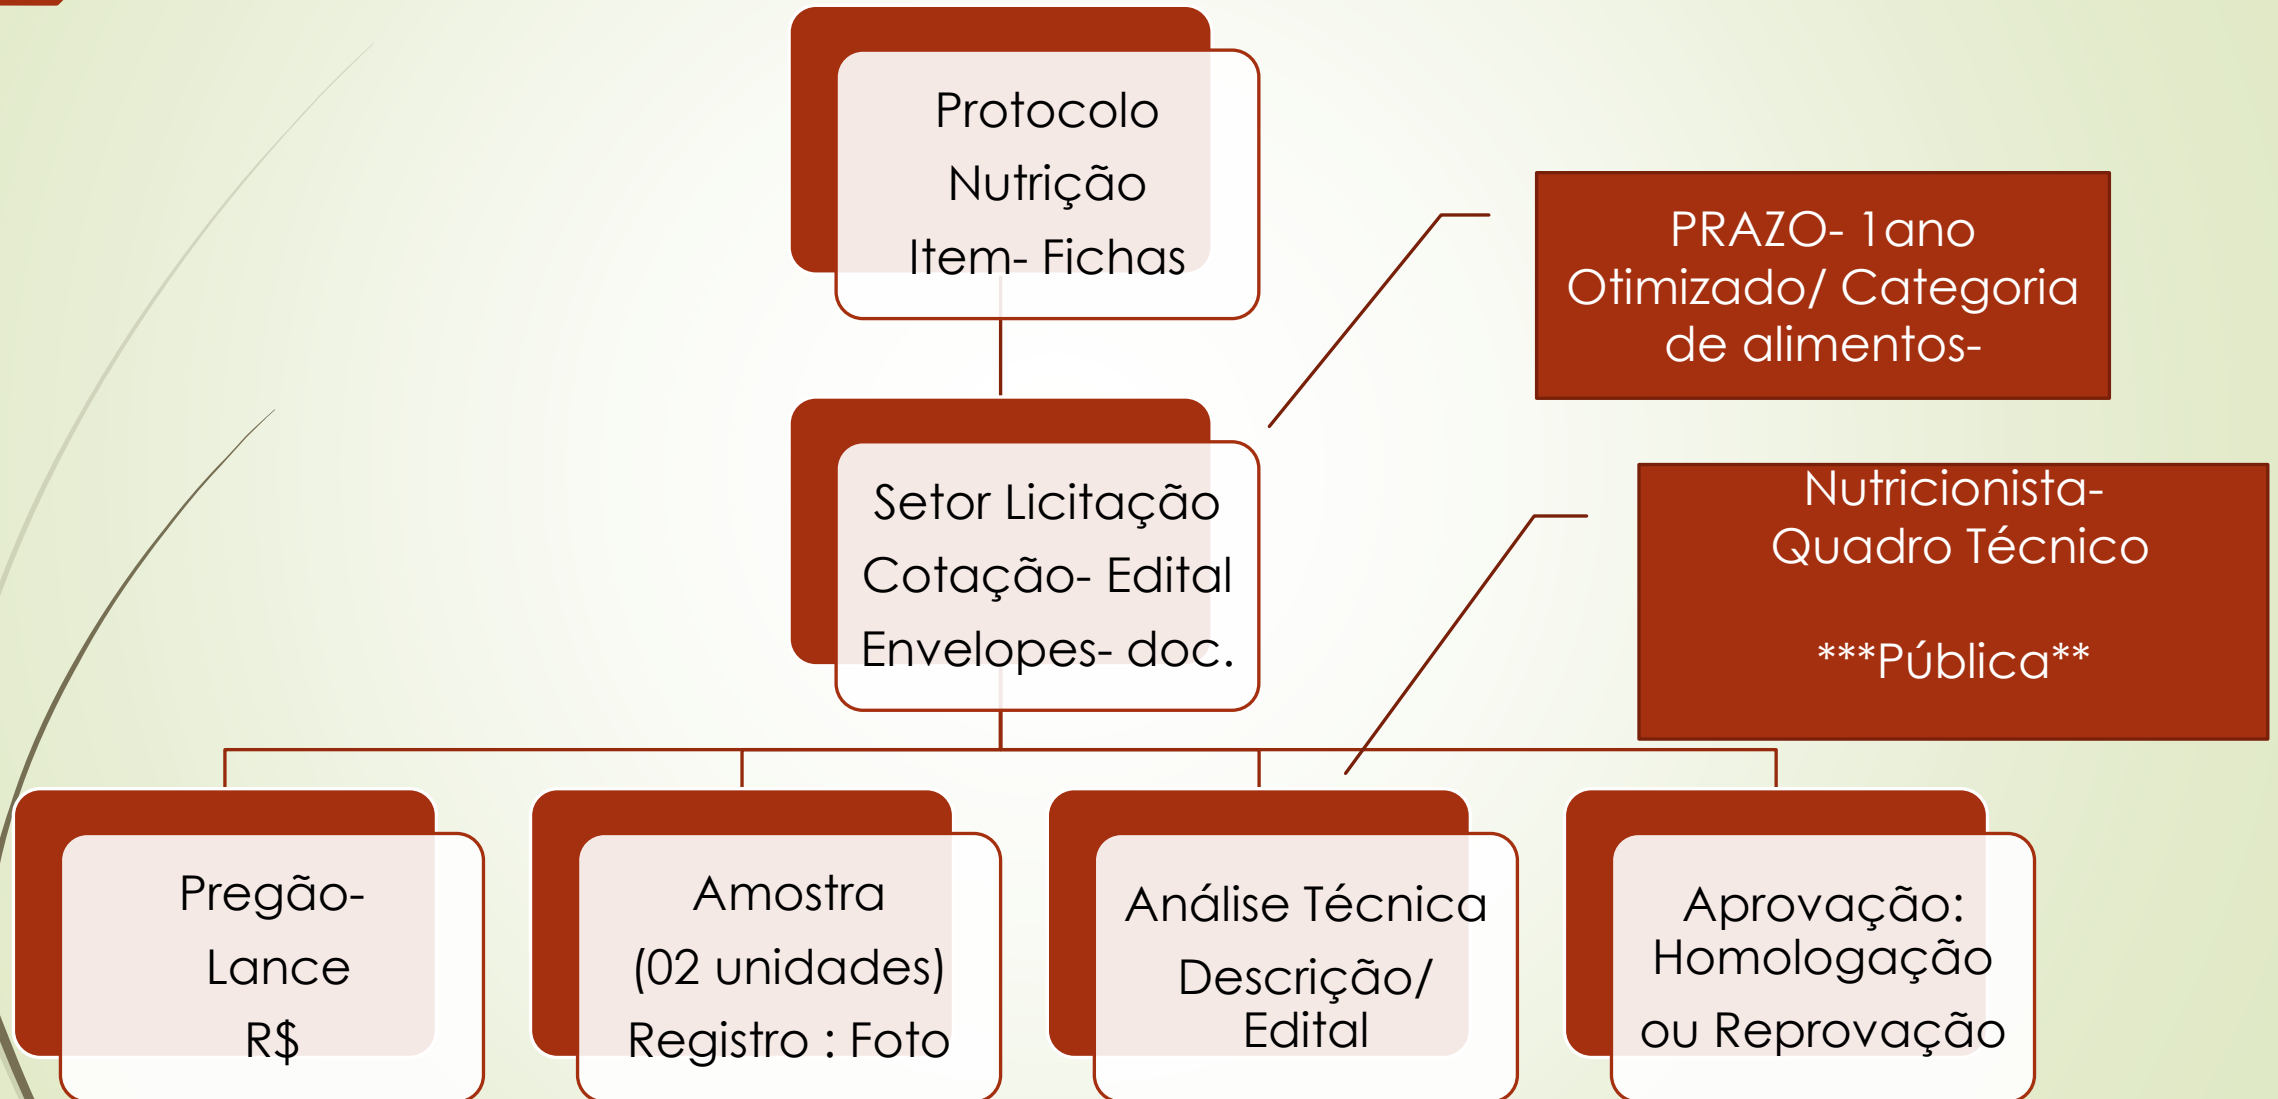 Protocolo
Nutrição
Item- Fichas
PRAZO- 1ano
Otimizado/ Categoria
de alimentos-
Setor Licitação
Cotação- Edital
Envelopes- doc.
Nutricionista-
Quadro Técnico
***Pública**
Pregão-
Lance
R$
Amostra
(02 unidades)
Registro : Foto
Análise Técnica
Descrição/
Edital
Aprovação:
Homologação
ou Reprovação